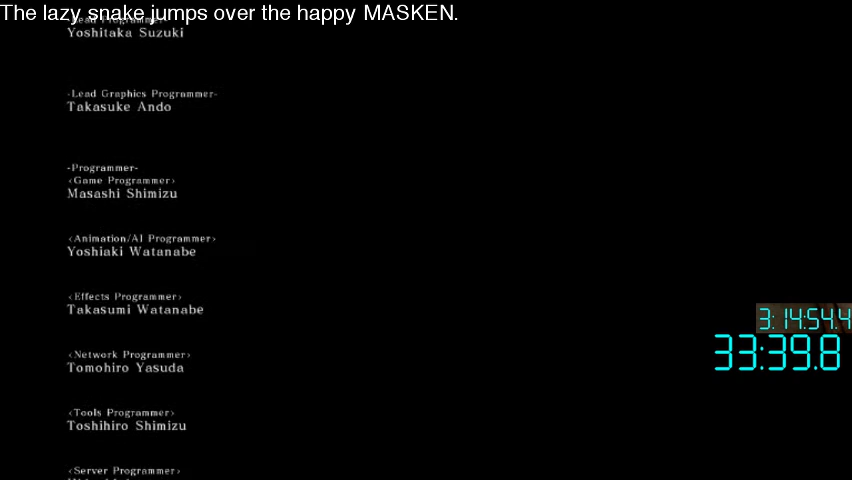 The lazy snake jumps over the happy MASKEN.
-Lead Programmer-
Yoshitaka Suzuki
-Lead Graphics Programmer-
Takasuke Ando
-Programmer-
<Game Programmer>
Masashi Shimizu
<Animation/AI Programmer>
Yoshiaki Watanabe
<Effects Programmer>
Takasumi Watanabe
<Network Programmer>
Tomohiro Yasuda
<Tools Programmer>
Toshihiro Shimizu
3:14:54.4
33:39.8
<Server Programmer>